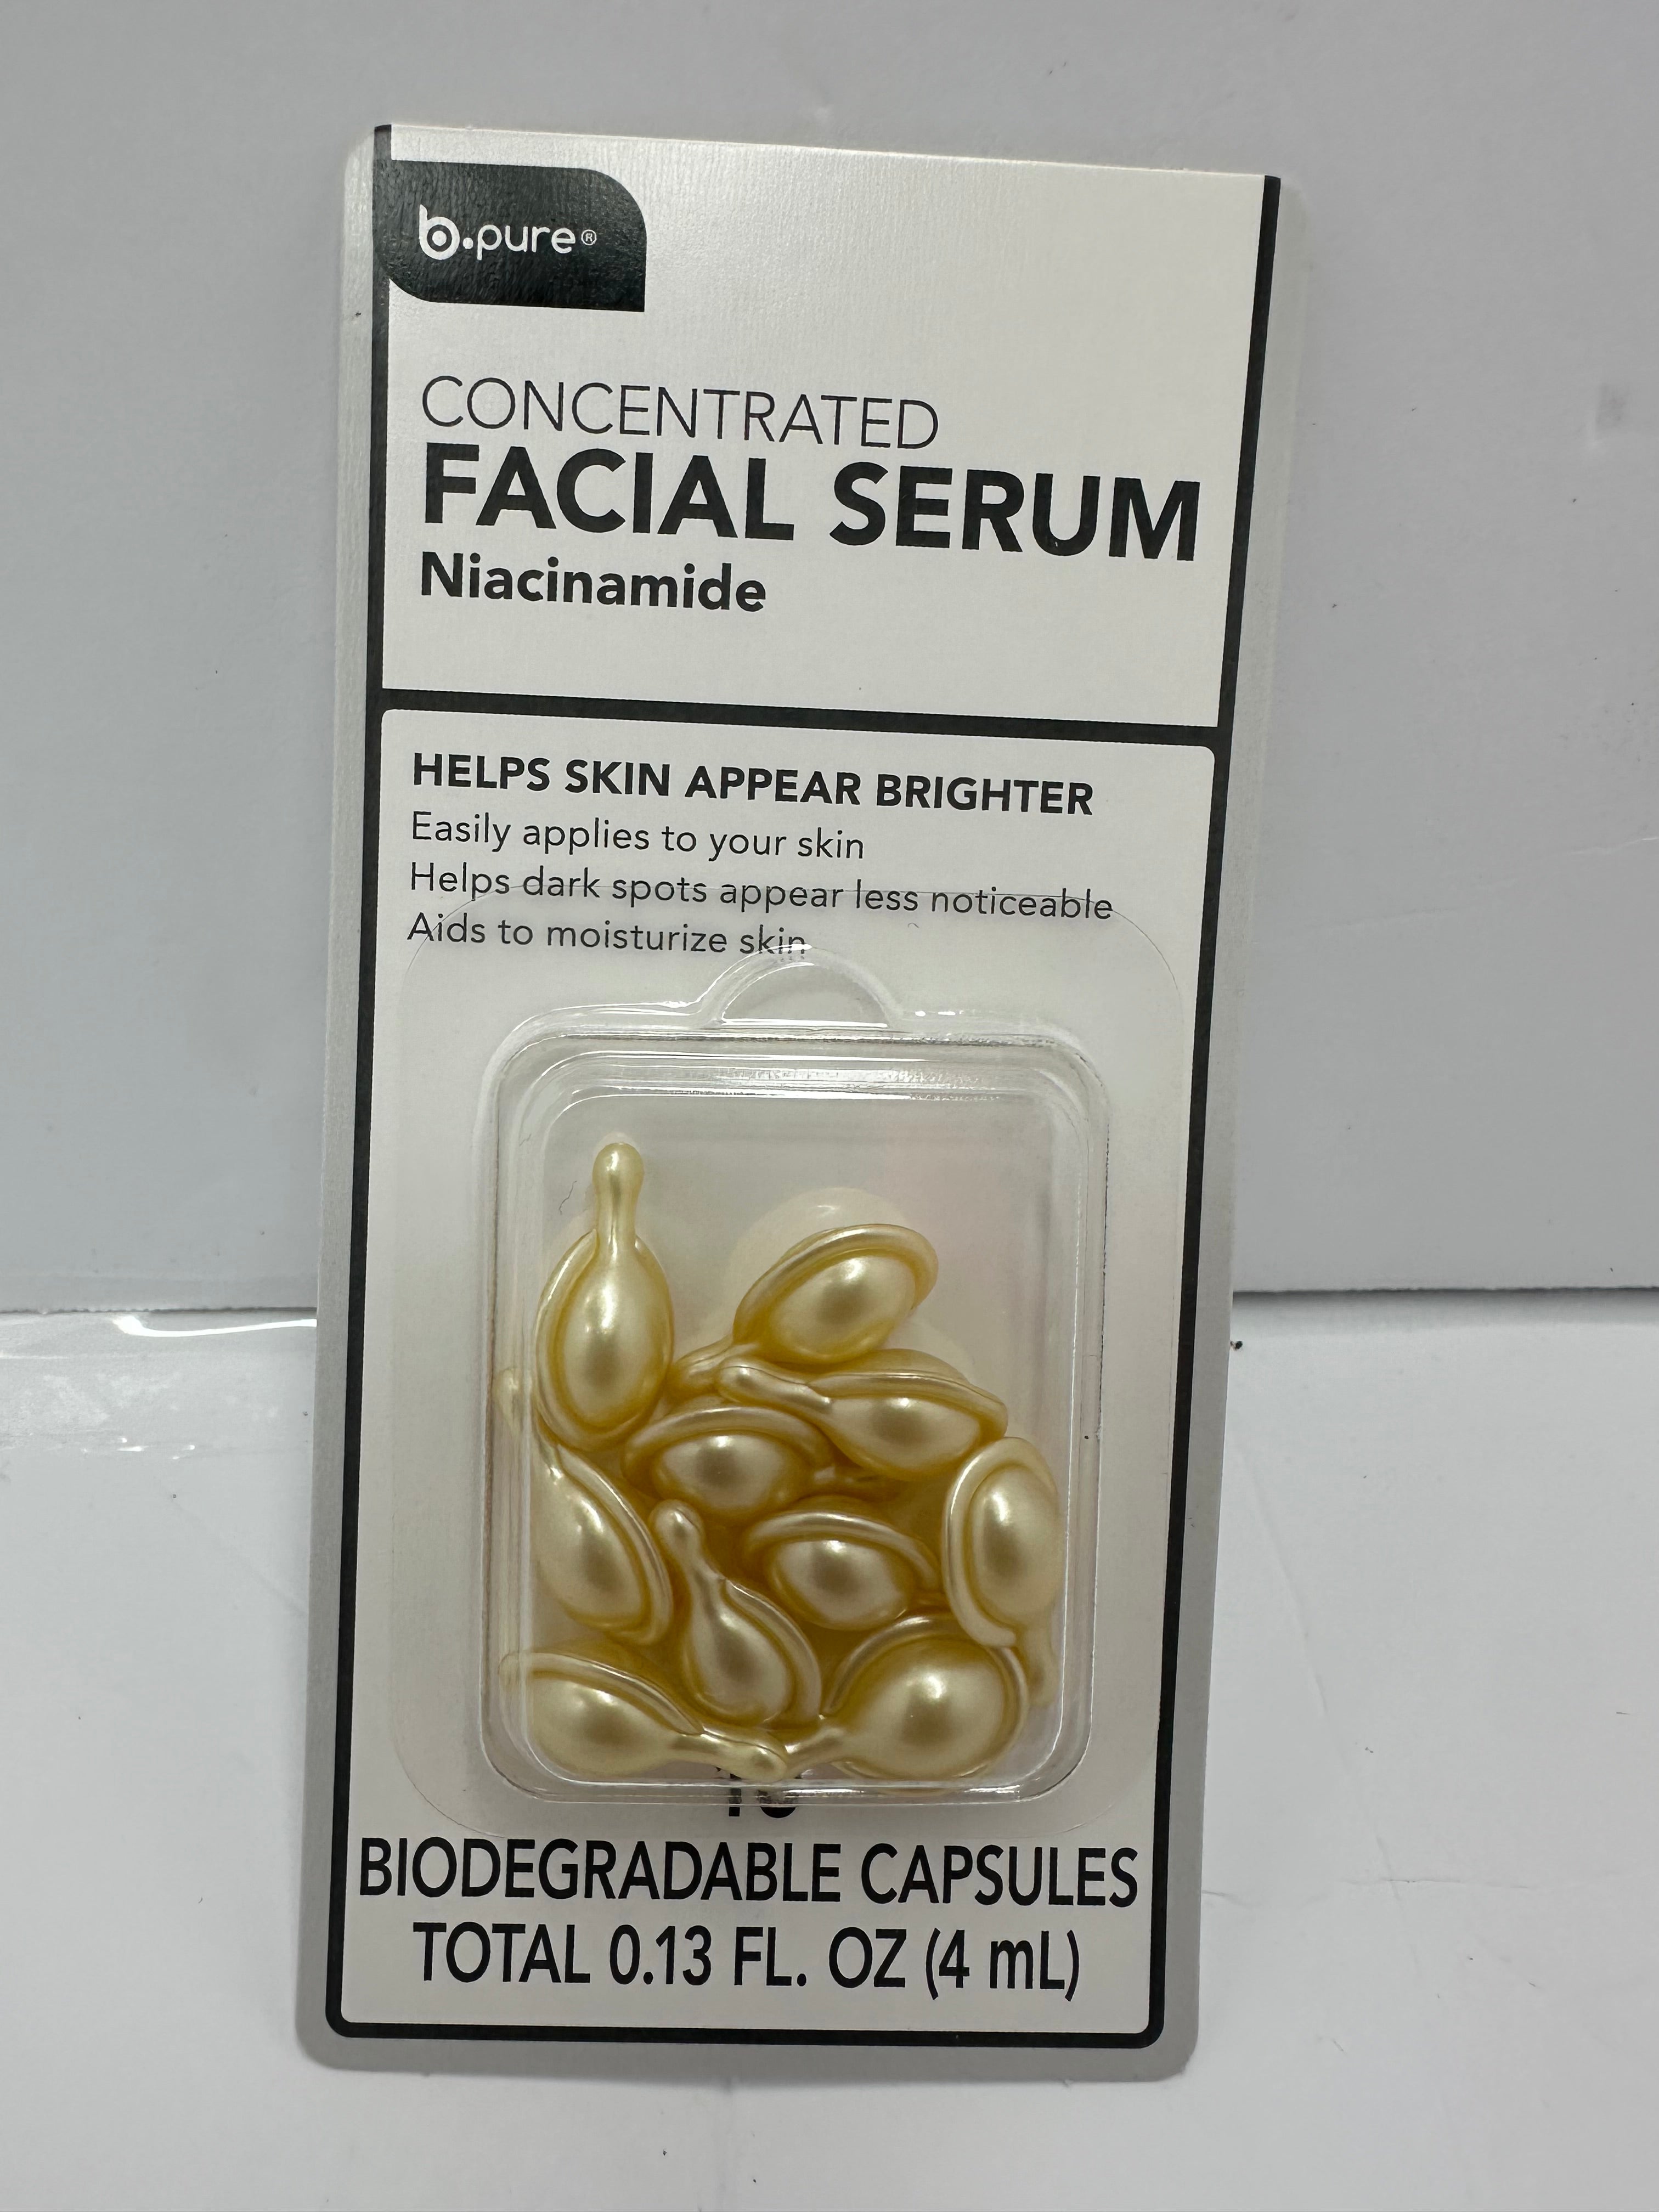 b.pure®
CONCENTRATED
FACIAL SERUM
Niacinamide
HELPS SKIN APPEAR BRIGHTER
Easily applies to your skin
Helps dark spots appear less noticeable
Aids to moisturize skin
BIODEGRADABLE CAPSULES
TOTAL 0.13 FL. OZ (4 mL)